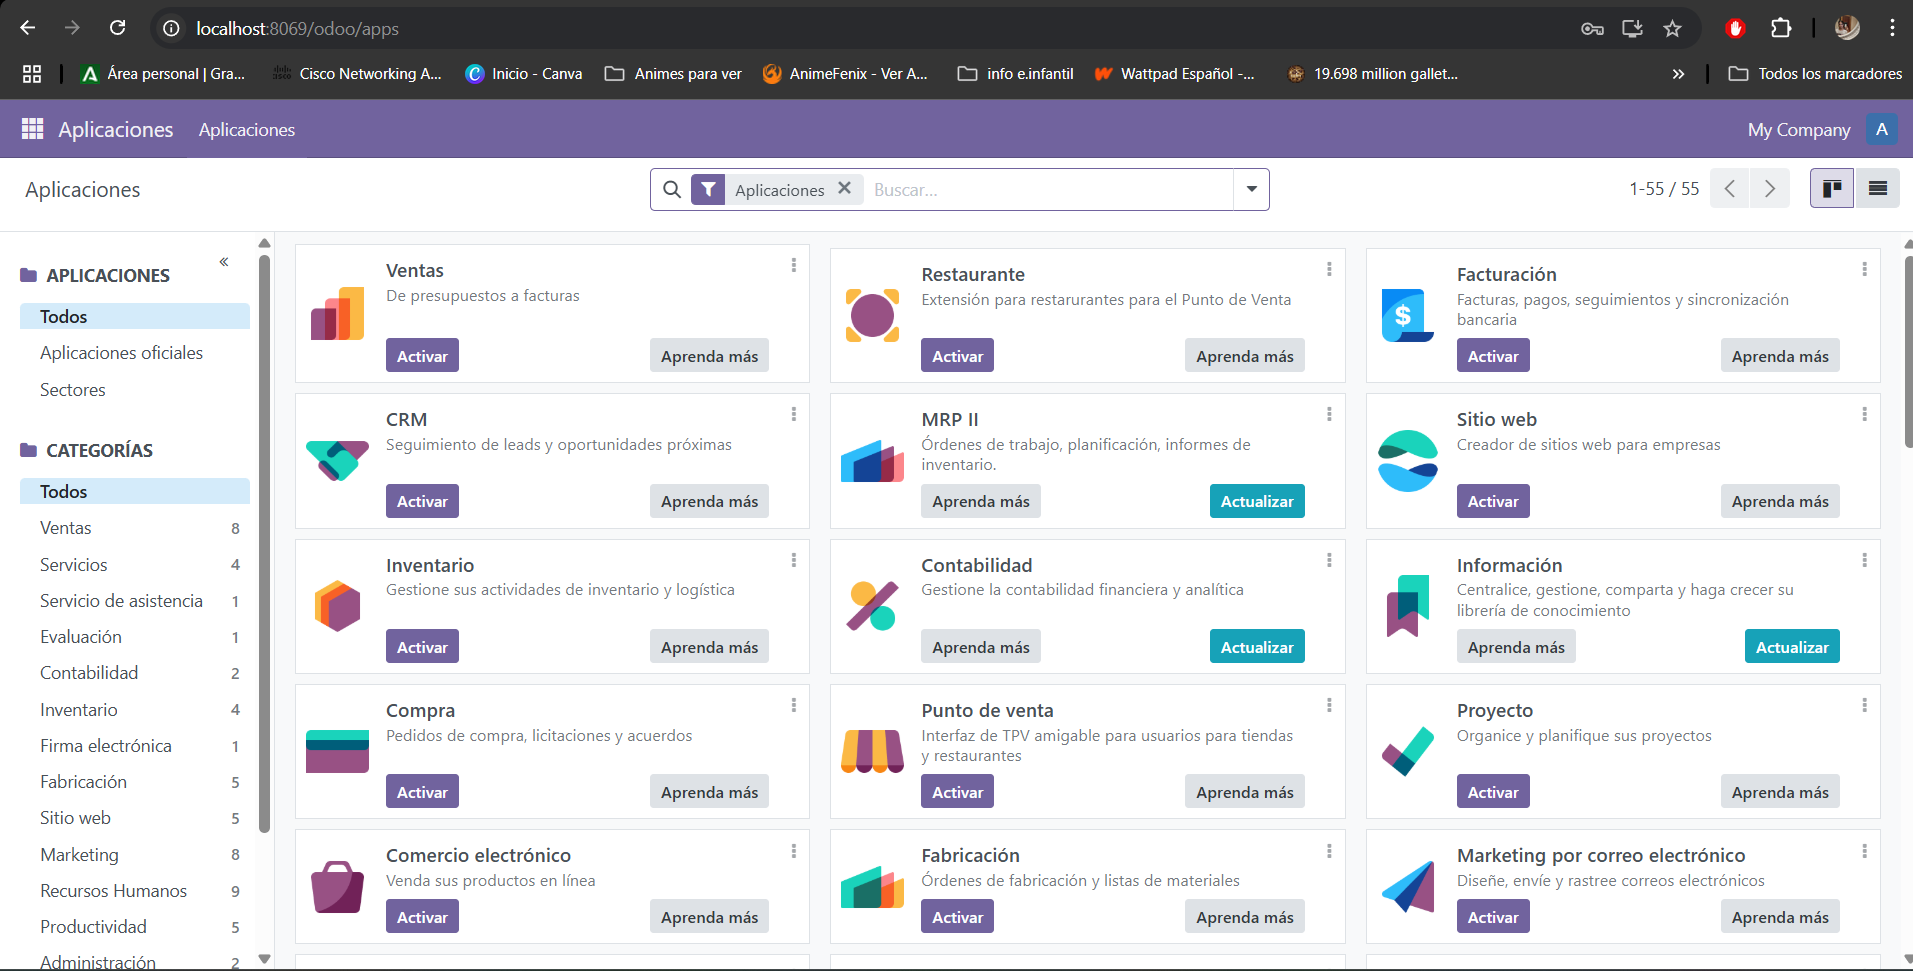 localhost:8069/odoo/apps
Área personal | Gra...
Cisco Networking A...
Inicio - Canva
Animes para ver
AnimeFenix - Ver A...
info e.infantil
Wattpad Español -...
19.698 million gallet...
»
Todos los marcadores
Aplicaciones
Aplicaciones
My Company
A
Aplicaciones
Aplicaciones
Buscar...
1-55 / 55
«
APLICACIONES
Todos
Aplicaciones oficiales
Sectores
CATEGORÍAS
Todos
Ventas 8
Servicios 4
Servicio de asistencia 1
Evaluación 1
Contabilidad 2
Inventario 4
Firma electrónica 1
Fabricación 5
Sitio web 5
Marketing 8
Recursos Humanos 9
Productividad 5
Administración 2
Ventas
De presupuestos a facturas
Activar
Aprenda más
Restaurante
Extensión para restarurantes para el Punto de Venta
Activar
Aprenda más
Facturación
Facturas, pagos, seguimientos y sincronización
bancaria
$
Activar
Aprenda más
CRM
Seguimiento de leads y oportunidades próximas
Activar
Aprenda más
MRP II
Órdenes de trabajo, planificación, informes de
inventario.
Aprenda más
Actualizar
Sitio web
Creador de sitios web para empresas
Activar
Aprenda más
Inventario
Gestione sus actividades de inventario y logística
Activar
Aprenda más
Contabilidad
Gestione la contabilidad financiera y analítica
Aprenda más
Actualizar
Información
Centralice, gestione, comparta y haga crecer su
librería de conocimiento
Aprenda más
Actualizar
Compra
Pedidos de compra, licitaciones y acuerdos
Activar
Aprenda más
Punto de venta
Interfaz de TPV amigable para usuarios para tiendas
y restaurantes
Activar
Aprenda más
Proyecto
Organice y planifique sus proyectos
Activar
Aprenda más
Comercio electrónico
Venda sus productos en línea
Activar
Aprenda más
Fabricación
Órdenes de fabricación y listas de materiales
Activar
Aprenda más
Marketing por correo electrónico
Diseñe, envíe y rastree correos electrónicos
Activar
Aprenda más